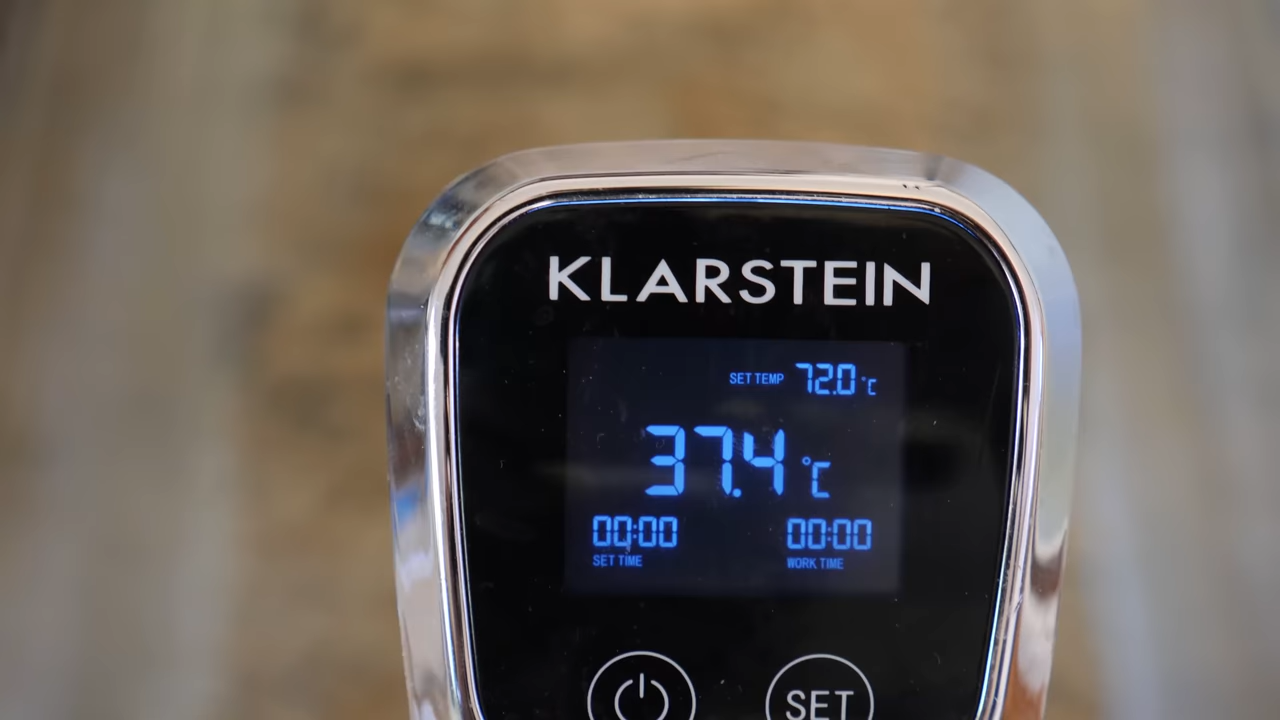 KLARSTEIN
SET TEMP 72.0 °C
37.4 °C
00:00 00:00
SET TIME WORK TIME
SET